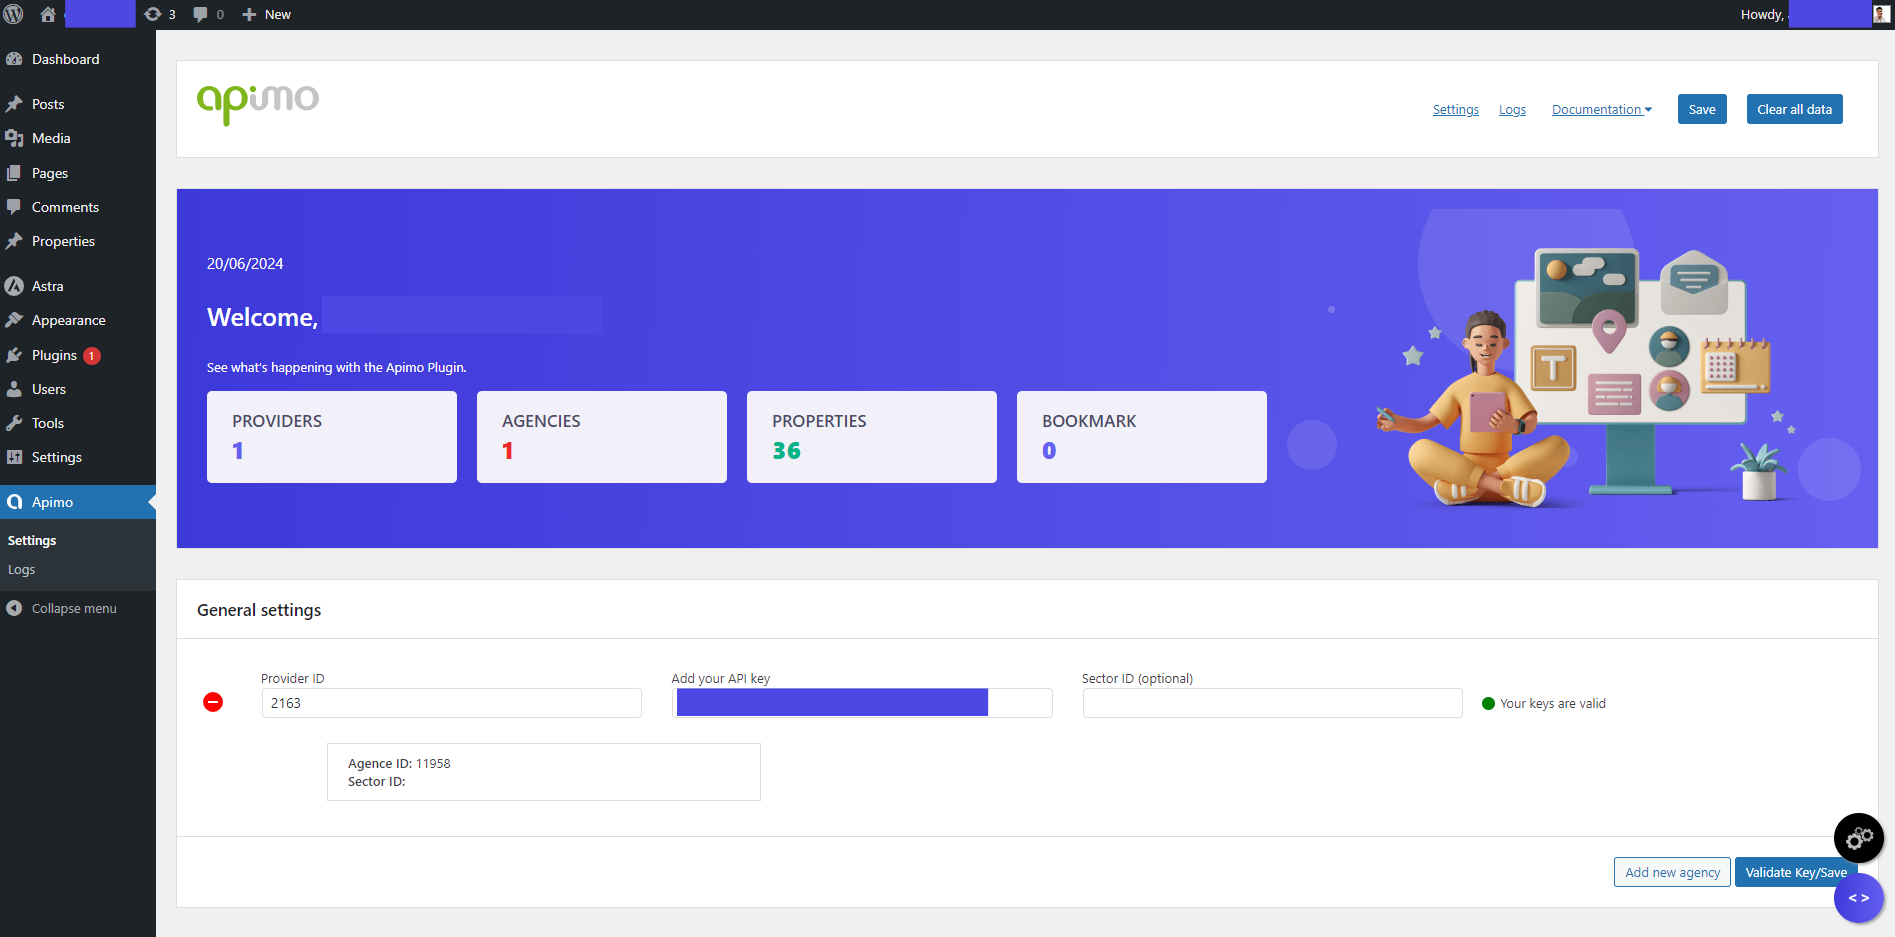 3
0
New
Howdy,
Dashboard
Posts
Media
Pages
Comments
Properties
Astra
Appearance
Plugins 1
Users
Tools
Settings
Apimo
Settings
Logs
Collapse menu
apimo
Settings
Logs
Documentation
Save
Clear all data
20/06/2024
Welcome,
See what's happening with the Apimo Plugin.
PROVIDERS
1
AGENCIES
1
PROPERTIES
36
BOOKMARK
0
T
General settings
Provider ID
2163
Add your API key
Sector ID (optional)
Your keys are valid
Agence ID: 11958
Sector ID:
Add new agency
Validate Key/Save
< >